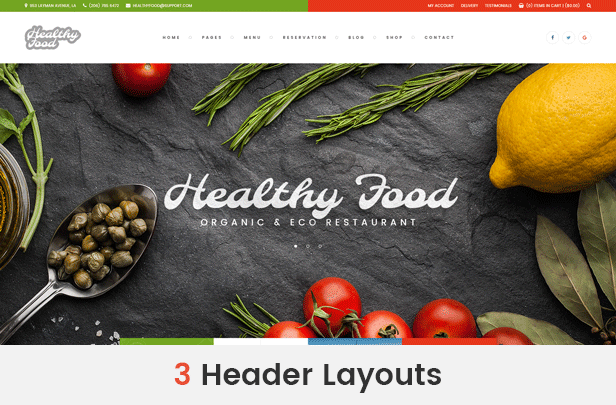 853 LAYMAN AVENUE, LA (206) 765 6472 HEALTHYFOOD@SUPPORT.COM MY ACCOUNT DELIVERY TESTIMONIALS (0) ITEMS IN CART ($0.00)
Healthy Food
HOME PAGES MENU RESERVATION BLOG SHOP CONTACT
Healthy Food
ORGANIC & ECO RESTAURANT
3 Header Layouts